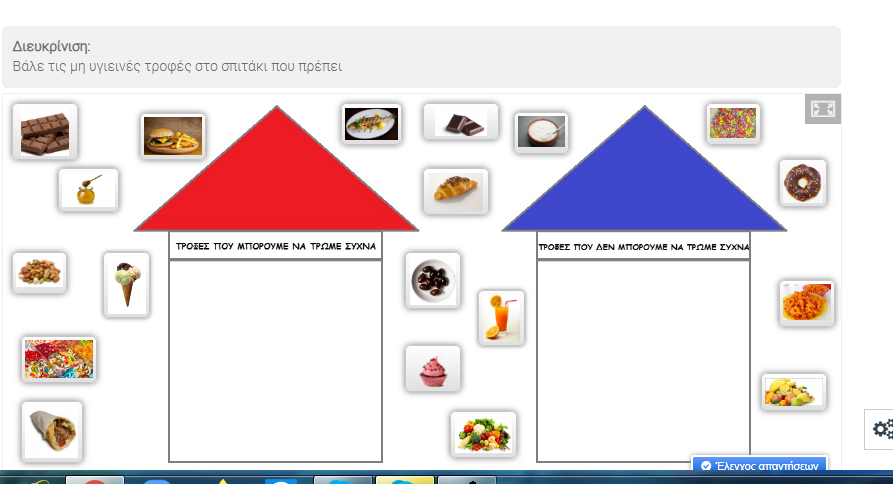 Διευκρίνιση:
Βάλε τις μη υγιεινές τροφές στο σπιτάκι που πρέπει
ΤΡΟΦΕΣ ΠΟΥ ΜΠΟΡΟΥΜΕ ΝΑ ΤΡΩΜΕ ΣΥΧΝΑ
ΤΡΟΦΕΣ ΠΟΥ ΔΕΝ ΜΠΟΡΟΥΜΕ ΝΑ ΤΡΩΜΕ ΣΥΧΝΑ
Έλεγχος απαντήσεων